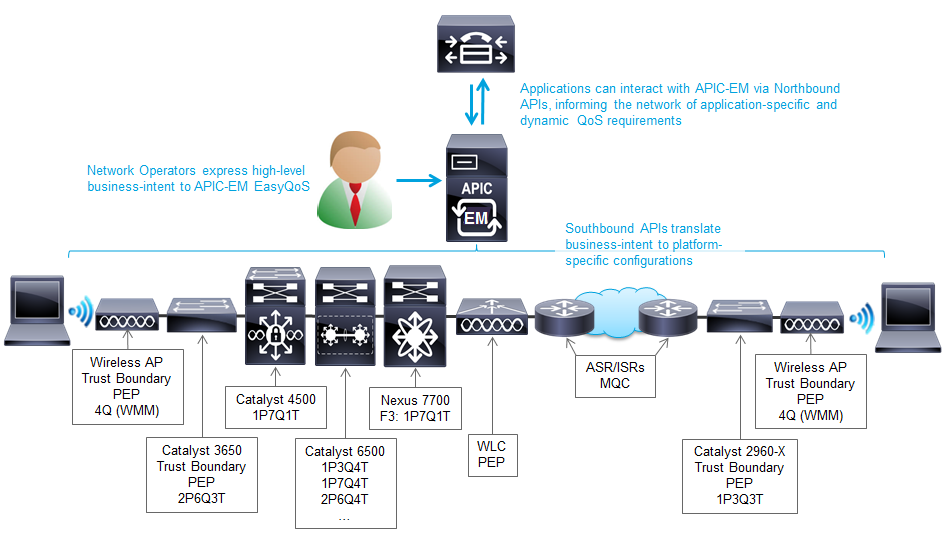 Applications can interact with APIC-EM via Northbound
APIs, informing the network of application-specific and
dynamic QoS requirements
Network Operators express high-level
business-intent to APIC-EM EasyQoS
APIC
EM
Southbound APIs translate
business-intent to platform-
specific configurations
Wireless AP
Trust Boundary
PEP
4Q (WMM)
Catalyst 3650
Trust Boundary
PEP
2P6Q3T
Catalyst 4500
1P7Q1T
Catalyst 6500
1P3Q4T
1P7Q4T
2P6Q4T
...
Nexus 7700
F3: 1P7Q1T
WLC
PEP
ASR/ISRs
MQC
Catalyst 2960-X
Trust Boundary
PEP
1P3Q3T
Wireless AP
Trust Boundary
PEP
4Q (WMM)